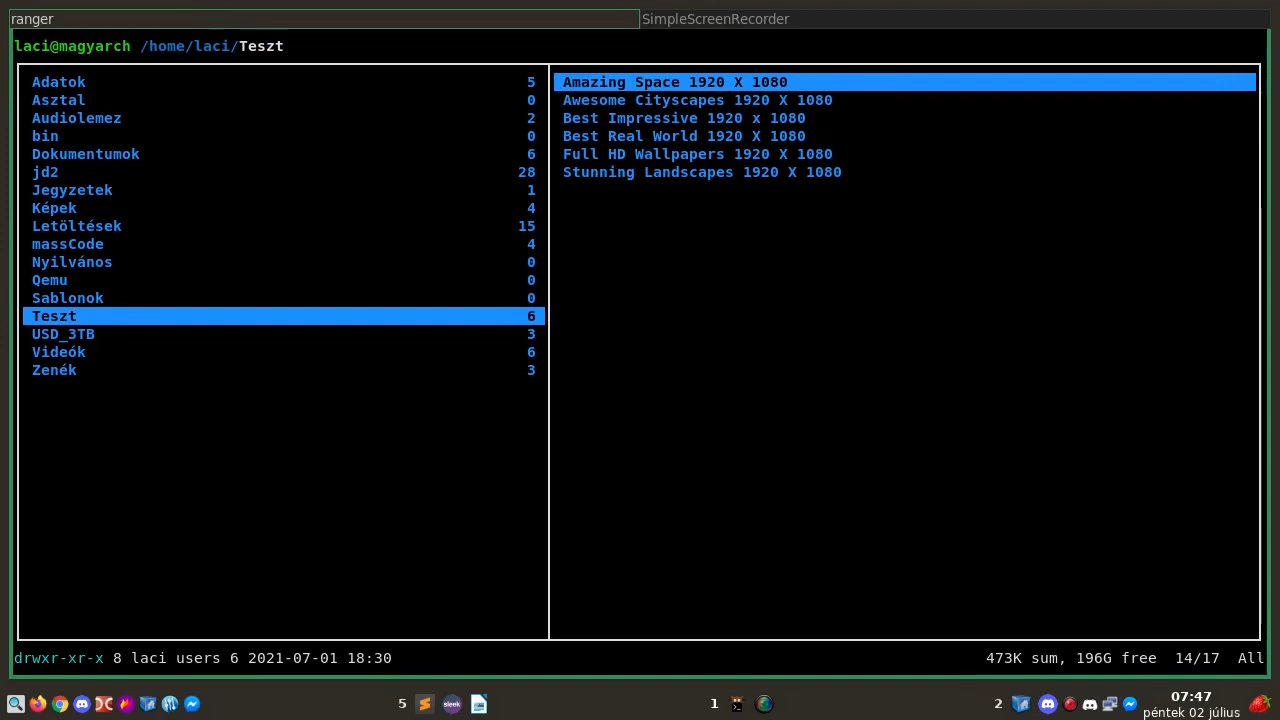 ranger SimpleScreenRecorder
laci@magyarch /home/laci/Teszt
Adatok 5 Amazing Space 1920 X 1080
Asztal 0 Awesome Cityscapes 1920 X 1080
Audiolemez 2 Best Impressive 1920 x 1080
bin 0 Best Real World 1920 X 1080
Dokumentumok 6 Full HD Wallpapers 1920 X 1080
jd2 28 Stunning Landscapes 1920 X 1080
Jegyzetek 1
Képek 4
Letöltések 15
massCode 4
Nyilvános 0
Qemu 0
Sablonok 0
Teszt 6
USD_3TB 3
Videók 6
Zenék 3
drwxr-xr-x 8 laci users 6 2021-07-01 18:30 473K sum, 196G free 14/17 All
5 sleek 1 2 07:47
péntek 02 július